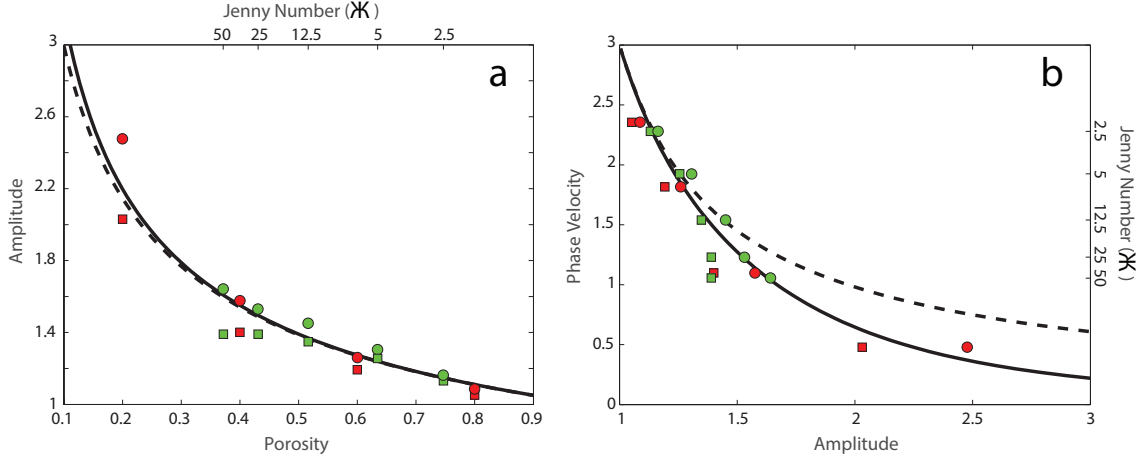 Jenny Number (Ж)
50 25 12.5 5 2.5
a
Amplitude
3
2.6
2.2
1.8
1.4
1
0.1 0.2 0.3 0.4 0.5 0.6 0.7 0.8 0.9
Porosity
b
Phase Velocity
3
2.5
2
1.5
1
0.5
0
1 1.5 2 2.5 3
Amplitude
2.5
5
12.5
25
50
Jenny Number (Ж)